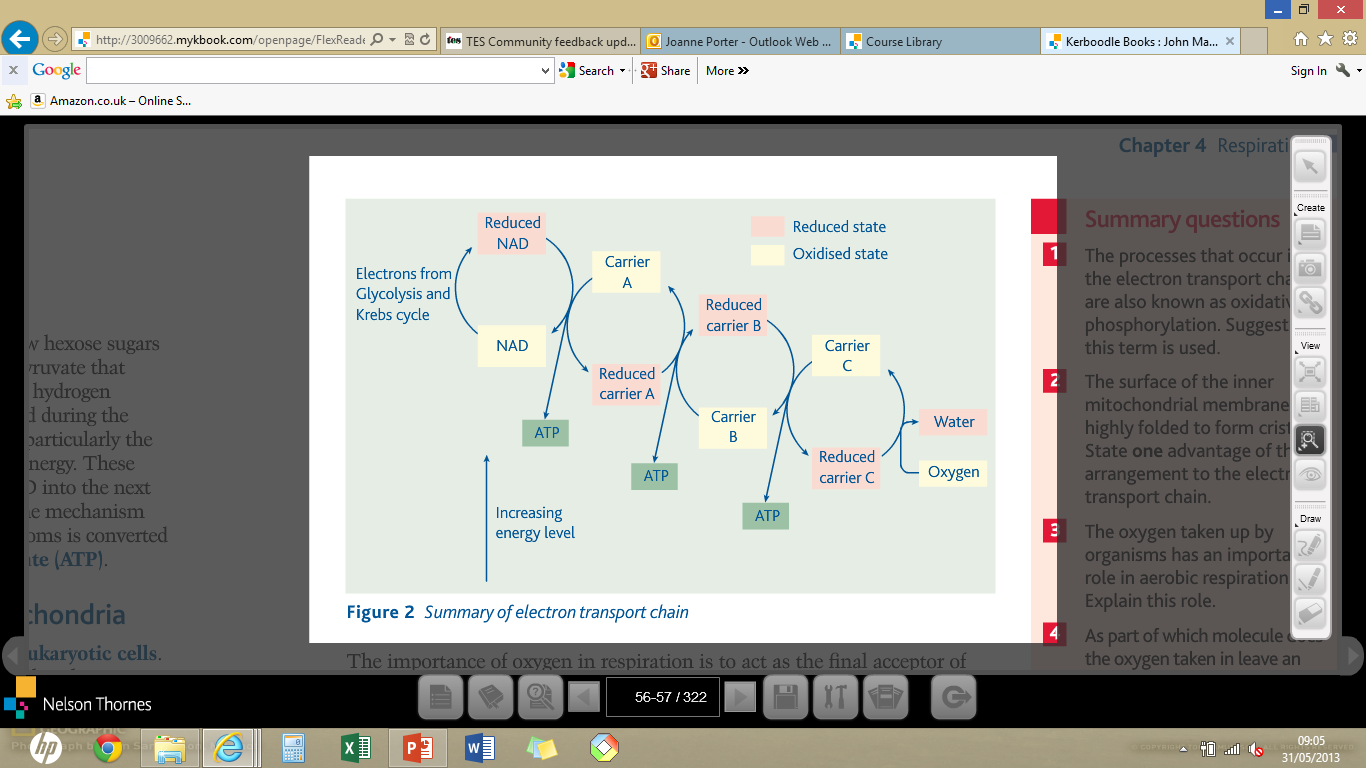 http://3009662.mykbook.com/openpage/FlexReade
TES Community feedback upd...
Joanne Porter - Outlook Web ...
Course Library
Kerboodle Books : John Ma...
Google
Search
Share
More »
Sign In
Amazon.co.uk – Online S...
Chapter 4 Respirati
Reduced
NAD
Electrons from
Glycolysis and
Krebs cycle
NAD
Carrier
A
Reduced
carrier A
Reduced
carrier B
Carrier
B
Carrier
C
Reduced
carrier C
Water
Oxygen
ATP
ATP
ATP
Increasing
energy level
Reduced state
Oxidised state
Figure 2 Summary of electron transport chain
w hexose sugars
yruvate that
hydrogen
d during the
particularly the
nergy. These
D into the next
e mechanism
oms is converted
te (ATP).
chondria
ukaryotic cells.
The importance of oxygen in respiration is to act as the final acceptor of
Summary questions
1 The processes that occur i
the electron transport cha
are also known as oxidativ
phosphorylation. Suggest
this term is used.
2 The surface of the inner
mitochondrial membrane
highly folded to form crist
State one advantage of th
arrangement to the electr
transport chain.
3 The oxygen taken up by
organisms has an importa
role in aerobic respiration
Explain this role.
4 As part of which molecule does
the oxygen taken in leave an
Create
View
Draw
56-57 / 322
Nelson Thornes
09:05
31/05/2013